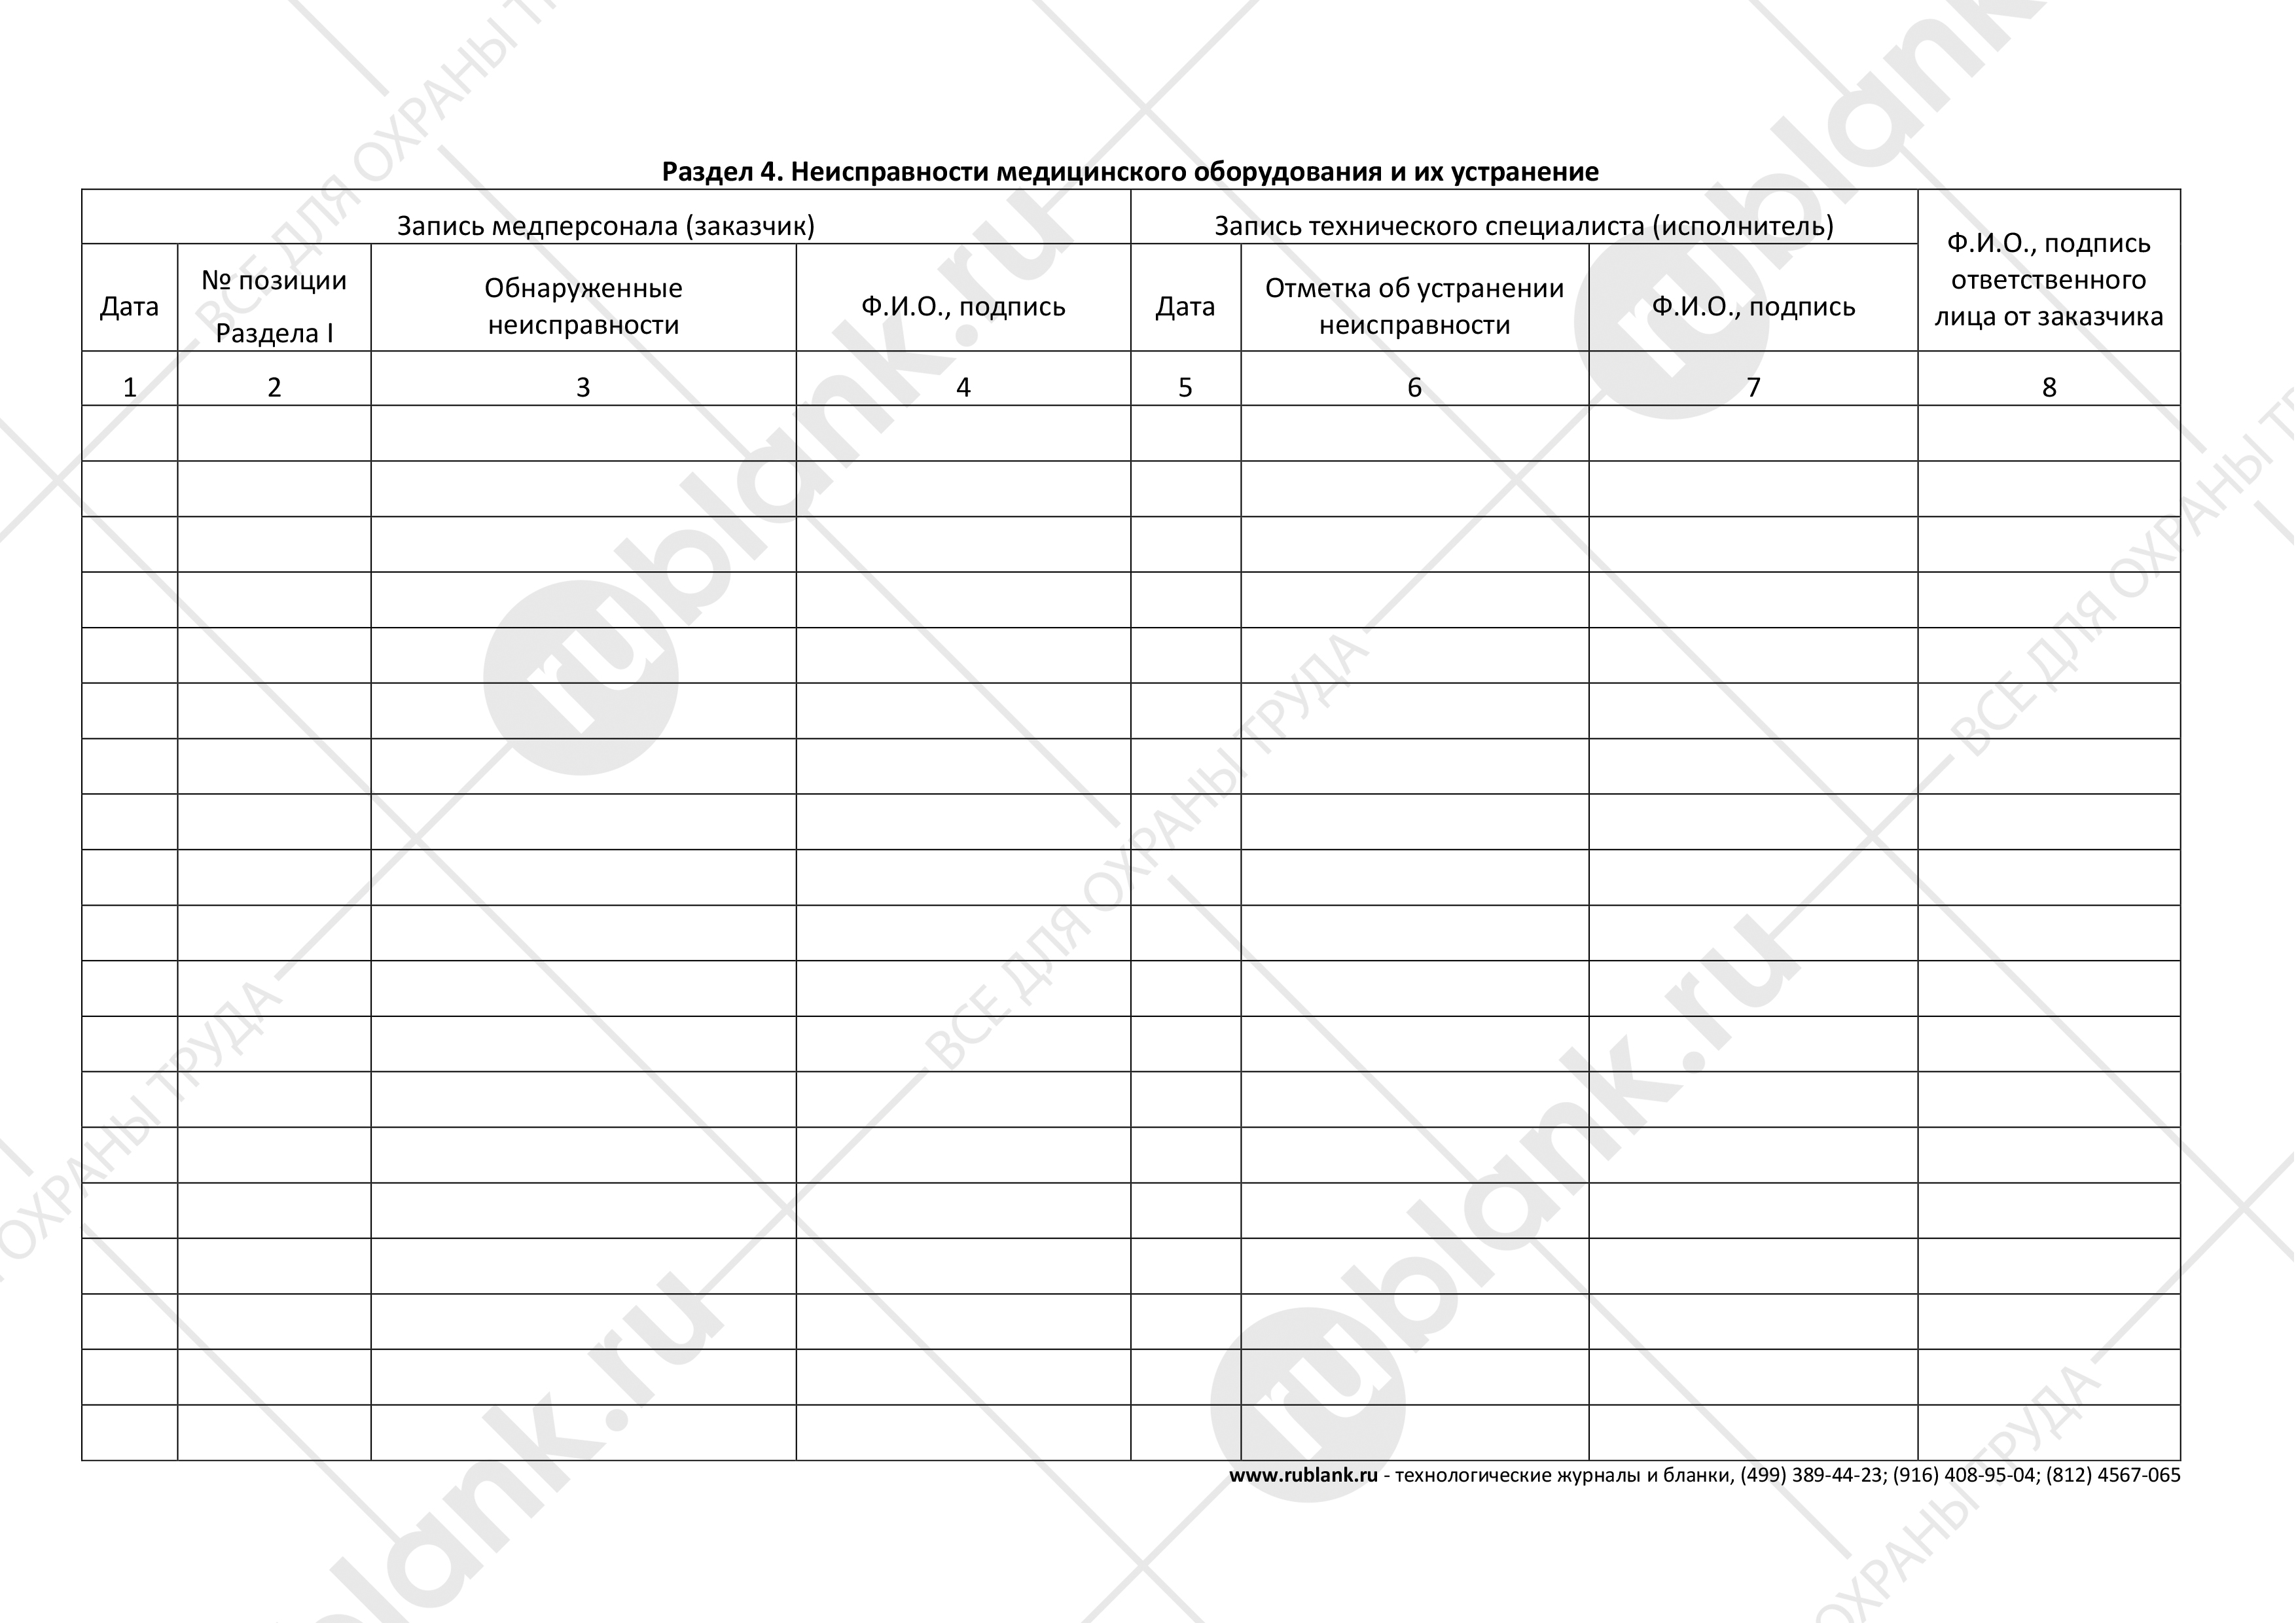 Раздел 4. Неисправности медицинского оборудования и их устранение
Запись медперсонала (заказчик)
Запись технического специалиста (исполнитель)
Ф.И.О., подпись
ответственного
лица от заказчика
Дата
№ позиции
Раздела I
Обнаруженные
неисправности
Ф.И.О., подпись
Дата
Отметка об устранении
неисправности
Ф.И.О., подпись
1 2 3 4 5 6 7 8
www.rublank.ru - технологические журналы и бланки, (499) 389-44-23; (916) 408-95-04; (812) 4567-065
rublank.ru
ВСЕ ДЛЯ ОХРАНЫ ТРУДА